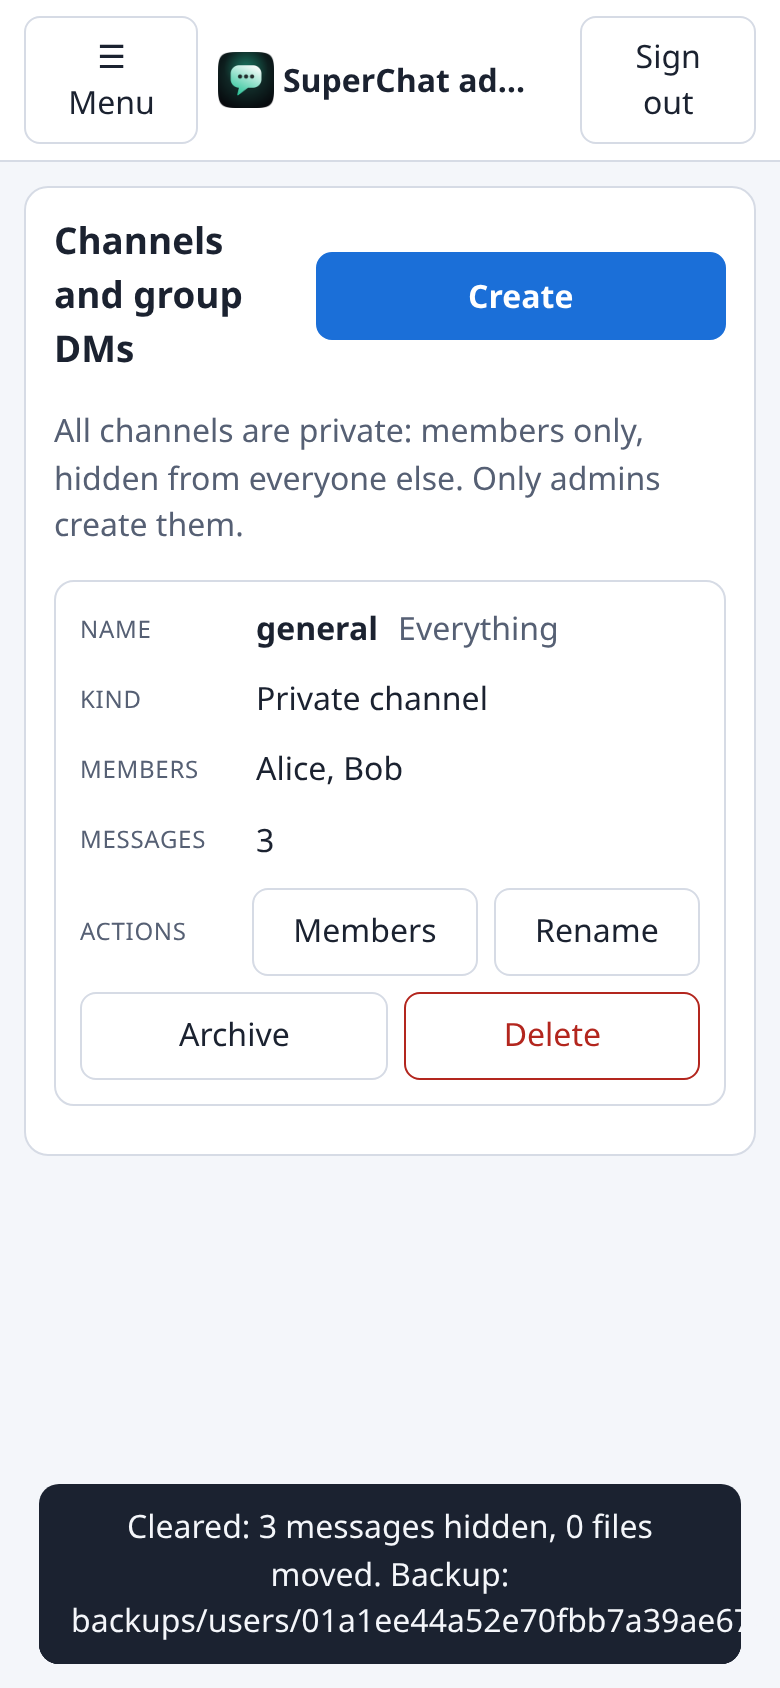 ☰
Menu
SuperChat ad...
Sign
out
Channels
and group
DMs
Create
All channels are private: members only,
hidden from everyone else. Only admins
create them.
NAME general Everything
KIND Private channel
MEMBERS Alice, Bob
MESSAGES 3
ACTIONS Members Rename
Archive Delete
Cleared: 3 messages hidden, 0 files
moved. Backup:
backups/users/01a1ee44a52e70fbb7a39ae67